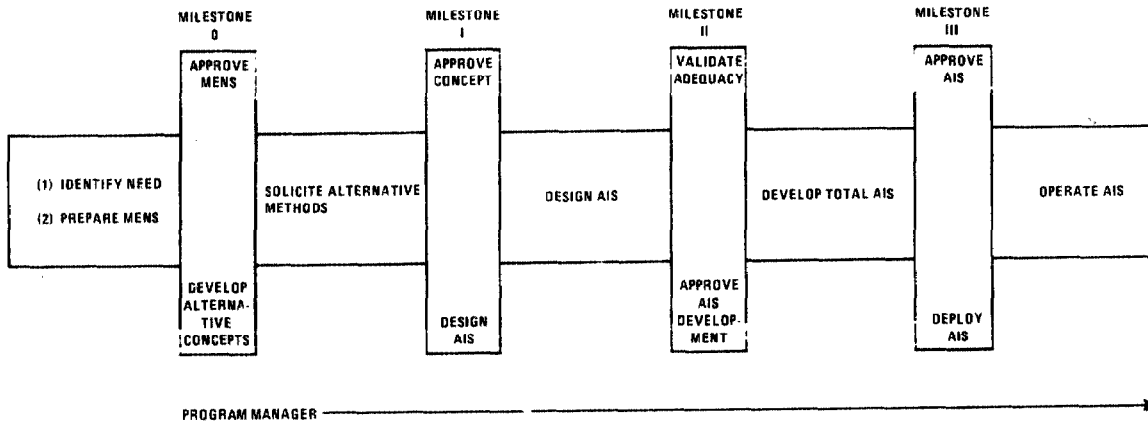 MILESTONE
0
MILESTONE
I
MILESTONE
II
MILESTONE
III
APPROVE
MENS
APPROVE
CONCEPT
VALIDATE
ADEQUACY
APPROVE
AIS
(1) IDENTIFY NEED
(2) PREPARE MENS
SOLICITE ALTERNATIVE
METHODS
DESIGN AIS
DEVELOP TOTAL AIS
OPERATE AIS
DEVELOP
ALTERNA-
TIVE
CONCEPTS
DESIGN
AIS
APPROVE
AIS
DEVELOP-
MENT
DEPLOY
AIS
PROGRAM MANAGER